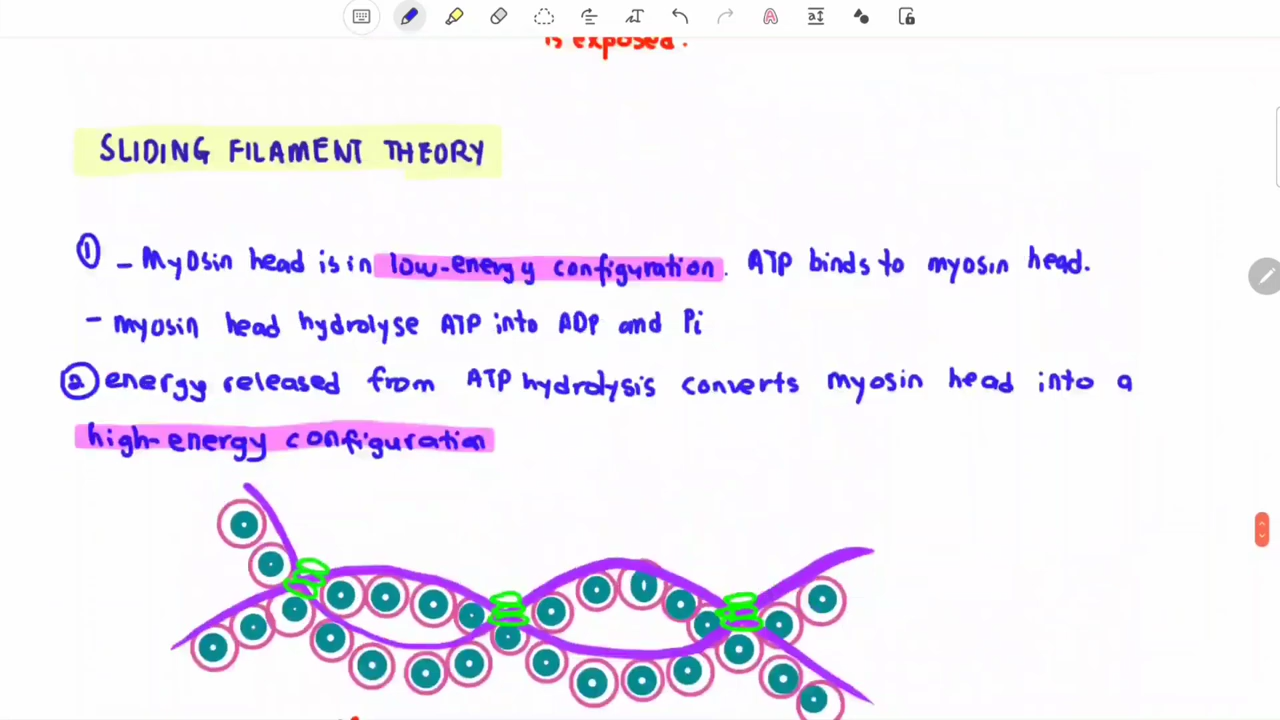 is exposed.
SLIDING FILAMENT THEORY
① - Myosin head is in low-energy configuration. ATP binds to myosin head.
- myosin head hydrolyse ATP into ADP and Pi
② energy released from ATP hydrolysis converts myosin head into a
high-energy configuration